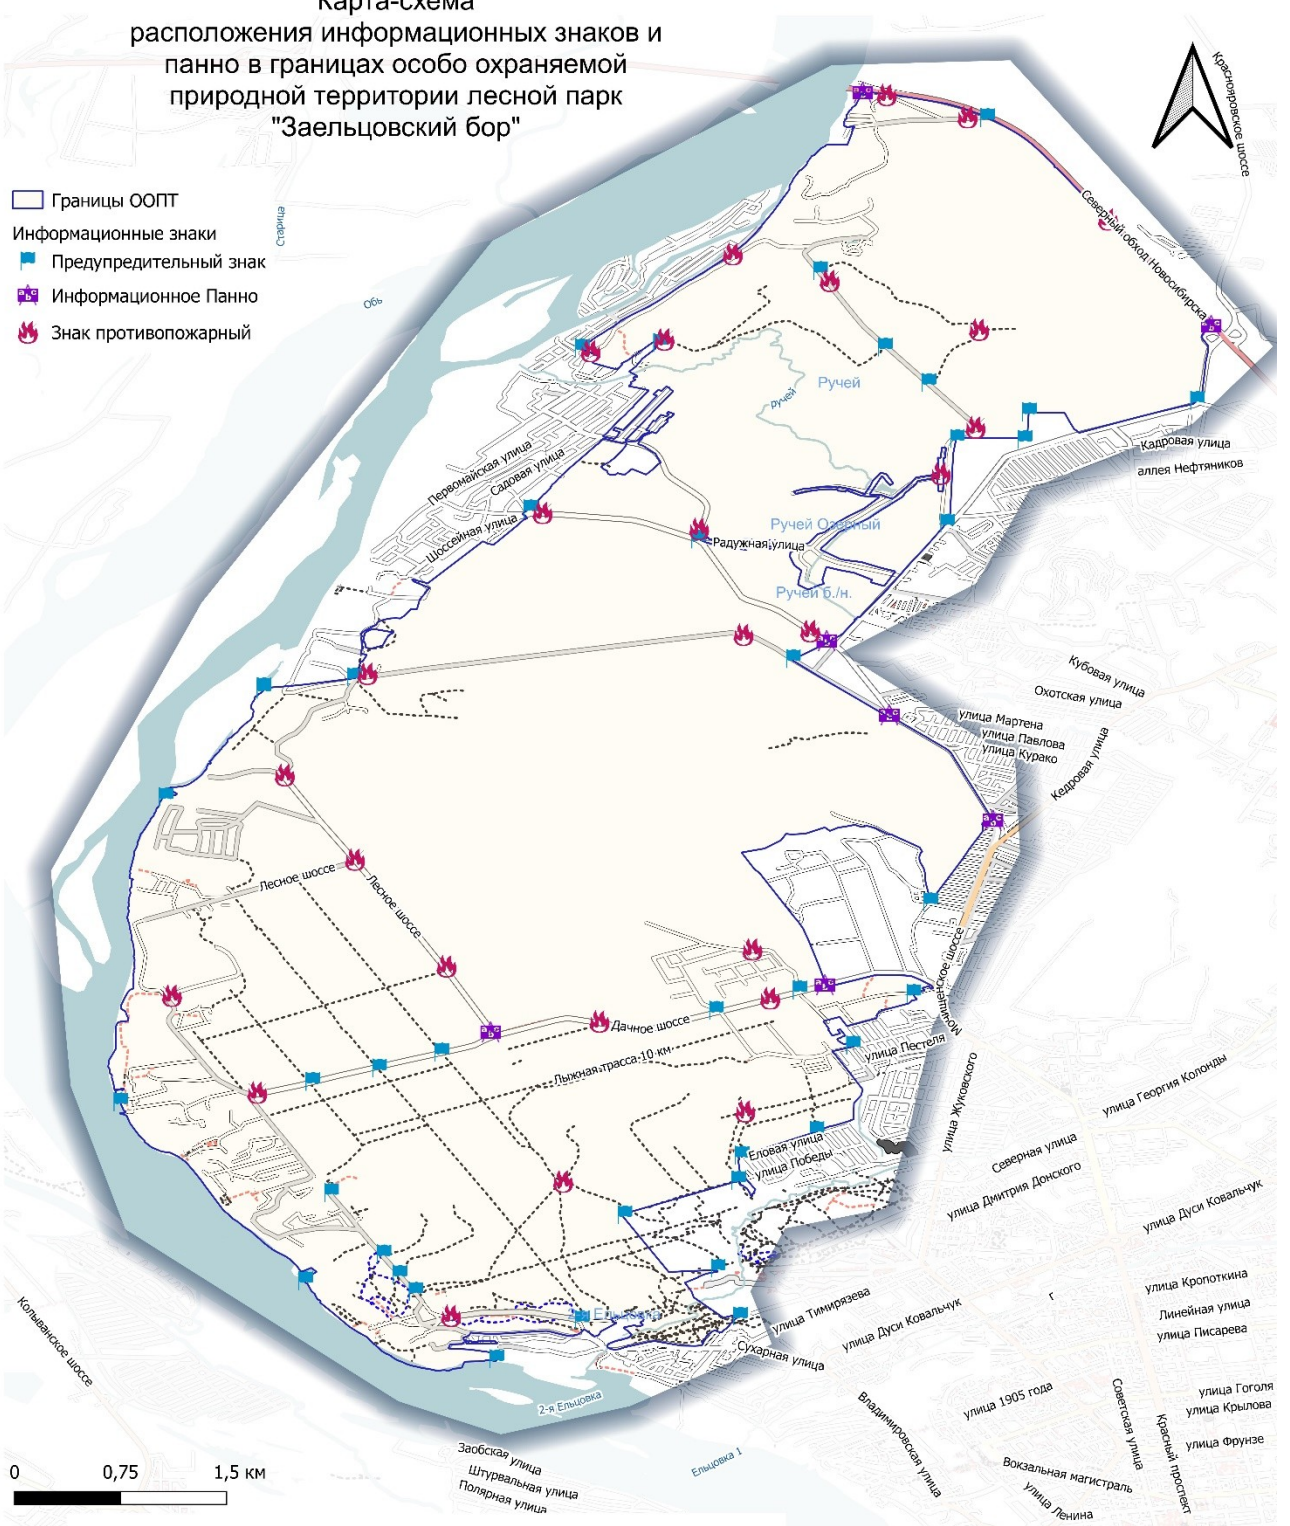 Карта-схема
расположения информационных знаков и
панно в границах особо охраняемой
природной территории лесной парк
"Заельцовский бор"
Границы ООПТ
Информационные знаки
Предупредительный знак
Информационное Панно
Знак противопожарный
Старица
Обь
Краснояровское шоссе
Северный обход Новосибирска
Ручей
ручей
Кадровая улица
аллея Нефтяников
Первомайская улица
Садовая улица
Шоссейная улица
Ручей Озерный
Радужная улица
Ручей б./н.
Кубовая улица
Охотская улица
улица Мартена
улица Павлова
улица Курако
Кедровая улица
Лесное шоссе
Лесное шоссе
Мочищенское шоссе
Дачное шоссе
Лыжная трасса 10 км
улица Пестеля
улица Жуковского
улица Георгия Колонды
Еловая улица
улица Победы
Северная улица
улица Дмитрия Донского
улица Дуси Ковальчук
2-я Ельцовка
улица Тимирязева
улица Дуси Ковальчук
г
улица Кропоткина
Линейная улица
улица Писарева
Сухарная улица
Колыванское шоссе
2-я Ельцовка
Владимировская улица
улица 1905 года
Советская улица
Красный проспект
улица Гоголя
улица Крылова
улица Фрунзе
Заобская улица
Штурвальная улица
Полярная улица
Ельцовка 1
Вокзальная магистраль
улица Ленина
0 0,75 1,5 км